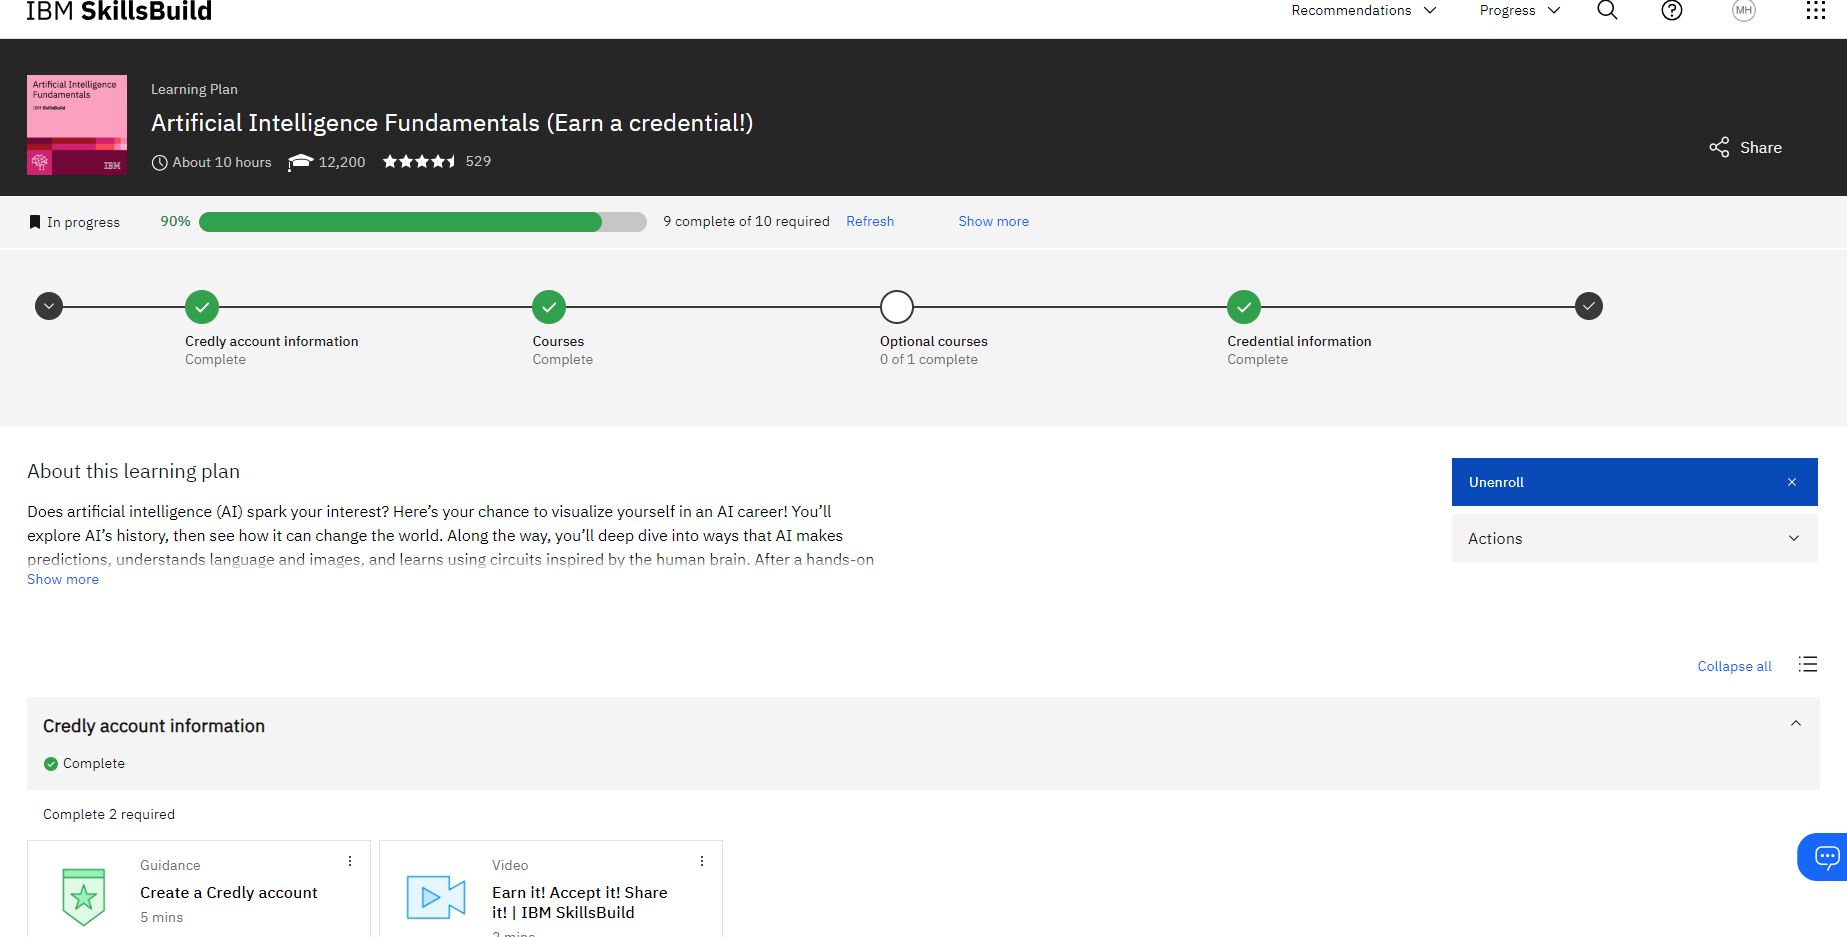 IBM SkillsBuild
Recommendations
Progress
MH
Artificial Intelligence
Fundamentals
IBM SkillsBuild
IBM
Learning Plan
Artificial Intelligence Fundamentals (Earn a credential!)
About 10 hours
12,200
529
Share
In progress
90%
9 complete of 10 required
Refresh
Show more
Credly account information
Complete
Courses
Complete
Optional courses
0 of 1 complete
Credential information
Complete
About this learning plan
Does artificial intelligence (AI) spark your interest? Here’s your chance to visualize yourself in an AI career! You’ll
explore AI’s history, then see how it can change the world. Along the way, you’ll deep dive into ways that AI makes
predictions, understands language and images, and learns using circuits inspired by the human brain. After a hands-on
Show more
Unenroll
Actions
Collapse all
Credly account information
Complete
Complete 2 required
Guidance
Create a Credly account
5 mins
Video
Earn it! Accept it! Share
it! | IBM SkillsBuild
2 mins